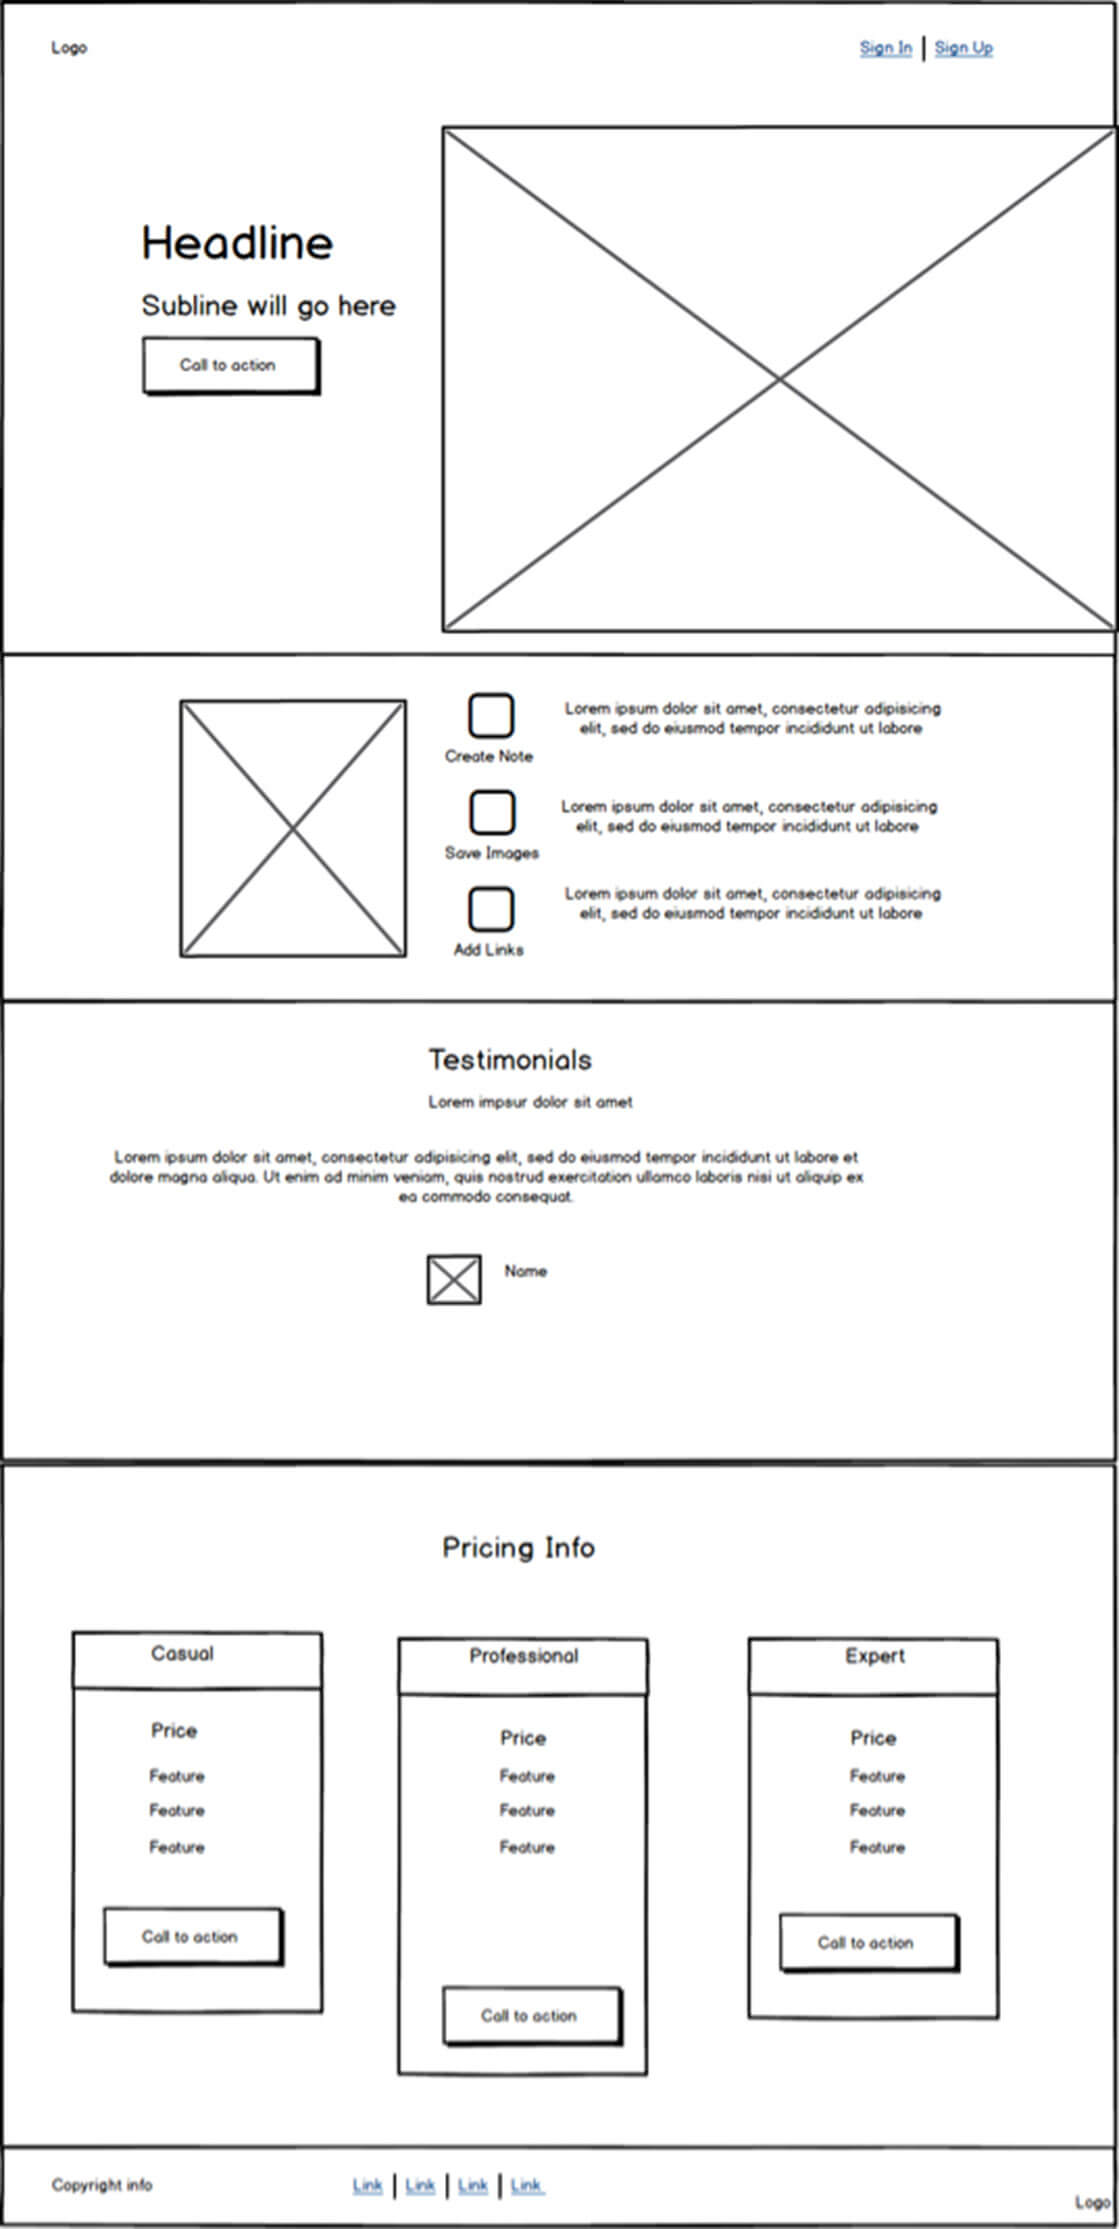 Logo
Sign In | Sign Up
Headline
Subline will go here
Call to action
Create Note
Lorem ipsum dolor sit amet, consectetur adipisicing
elit, sed do eiusmod tempor incididunt ut labore
Save Images
Lorem ipsum dolor sit amet, consectetur adipisicing
elit, sed do eiusmod tempor incididunt ut labore
Add Links
Lorem ipsum dolor sit amet, consectetur adipisicing
elit, sed do eiusmod tempor incididunt ut labore
Testimonials
Lorem impsur dolor sit amet
Lorem ipsum dolor sit amet, consectetur adipisicing elit, sed do eiusmod tempor incididunt ut labore et
dolore magna aliqua. Ut enim ad minim veniam, quis nostrud exercitation ullamco laboris nisi ut aliquip ex
ea commodo consequat.
Name
Pricing Info
Casual
Price
Feature
Feature
Feature
Call to action
Professional
Price
Feature
Feature
Feature
Call to action
Expert
Price
Feature
Feature
Feature
Call to action
Copyright info
Link | Link | Link | Link
Logo